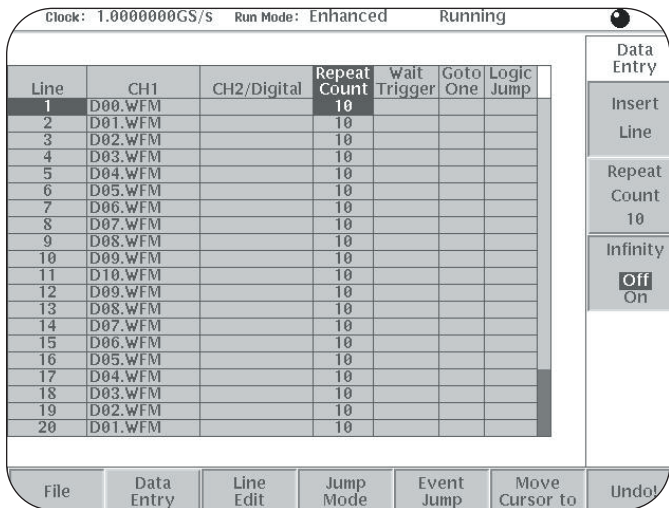 Clock: 1.0000000GS/s Run Mode: Enhanced Running
Line CH1 CH2/Digital Repeat Count Wait Trigger Goto One Logic Jump
1 D00.WFM 10
2 D01.WFM 10
3 D02.WFM 10
4 D03.WFM 10
5 D04.WFM 10
6 D05.WFM 10
7 D06.WFM 10
8 D07.WFM 10
9 D08.WFM 10
10 D09.WFM 10
11 D10.WFM 10
12 D09.WFM 10
13 D08.WFM 10
14 D07.WFM 10
15 D06.WFM 10
16 D05.WFM 10
17 D04.WFM 10
18 D03.WFM 10
19 D02.WFM 10
20 D01.WFM 10
Data
Entry
Insert
Line
Repeat
Count
10
Infinity
Off
On
File
Data
Entry
Line
Edit
Jump
Mode
Event
Jump
Move
Cursor to
Undo!